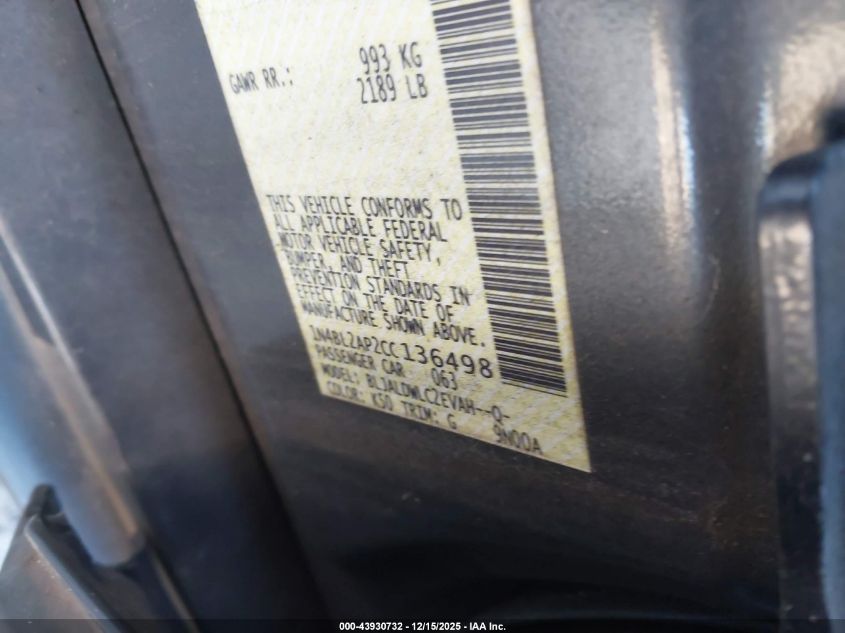 GAWR RR.: 993 KG
2189 LB
THIS VEHICLE CONFORMS TO
ALL APPLICABLE FEDERAL
MOTOR VEHICLE SAFETY,
BUMPER, AND THEFT
PREVENTION STANDARDS IN
EFFECT ON THE DATE OF
MANUFACTURE SHOWN ABOVE.
1N4BL2AP2CC136498
PASSENGER CAR 063
MODEL: BLJALDWLC2EVAH--Q-
COLOR: K50 TRIM: G 9N00A
000-43930732 | 12/15/2025 - IAA Inc.